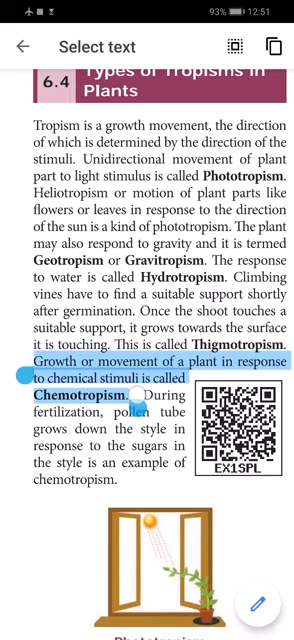 93% 12:51
Select text
6.4 Types of Tropisms in
Plants
Tropism is a growth movement, the direction
of which is determined by the direction of the
stimuli. Unidirectional movement of plant
part to light stimulus is called Phototropism.
Heliotropism or motion of plant parts like
flowers or leaves in response to the direction
of the sun is a kind of phototropism. The plant
may also respond to gravity and it is termed
Geotropism or Gravitropism. The response
to water is called Hydrotropism. Climbing
vines have to find a suitable support shortly
after germination. Once the shoot touches a
suitable support, it grows towards the surface
it is touching. This is called Thigmotropism.
Growth or movement of a plant in response
to chemical stimuli is called
Chemotropism. During
fertilization, pollen tube
grows down the style in
response to the sugars in
the style is an example of
chemotropism.
EX1SPL